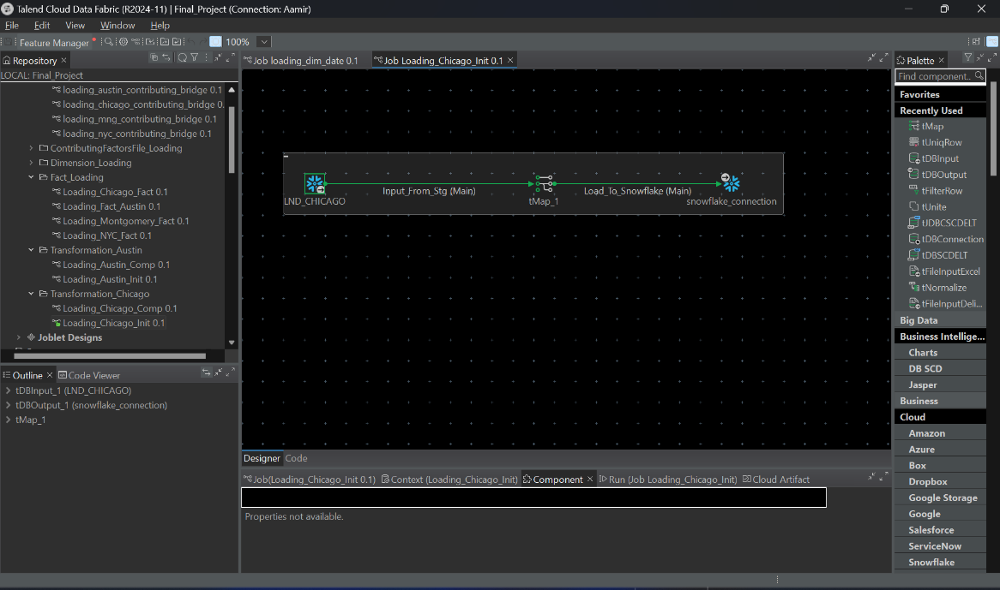 Talend Cloud Data Fabric (R2024-11) | Final_Project (Connection: Aamir)
File Edit View Window Help
Feature Manager 100%
Repository
LOCAL: Final_Project
loading_austin_contributing_bridge 0.1
loading_chicago_contributing_bridge 0.
loading_mng_contributing_bridge 0.1
loading_nyc_contributing_bridge 0.1
ContributingFactorsFile_Loading
Dimension_Loading
Fact_Loading
Loading_Chicago_Fact 0.1
Loading_Fact_Austin 0.1
Loading_Montgomery_Fact 0.1
Loading_NYC_Fact 0.1
Transformation_Austin
Loading_Austin_Comp 0.1
Loading_Austin_Init 0.1
Transformation_Chicago
Loading_Chicago_Comp 0.1
Loading_Chicago_Init 0.1
Joblet Designs
Outline Code Viewer
tDBInput_1 (LND_CHICAGO)
tDBOutput_1 (snowflake_connection)
tMap_1
Job loading_dim_date 0.1 Job Loading_Chicago_Init 0.1
Input_From_Stg (Main) Load_To_Snowflake (Main)
LND_CHICAGO tMap_1 snowflake_connection
Designer Code
Job(Loading_Chicago_Init 0.1) Context (Loading_Chicago_Init) Component Run (Job Loading_Chicago_Init) Cloud Artifact
Properties not available.
Palette
Find component...
Favorites
Recently Used
tMap
tUniqRow
tDBInput
tDBOutput
tFilterRow
tUnite
tJDBCSCDELT
tDBConnection
tDBSCDELT
tFileInputExcel
tNormalize
tFileInputDeli...
Big Data
Business Intellige...
Charts
DB SCD
Jasper
Business
Cloud
Amazon
Azure
Box
Dropbox
Google Storage
Google
Salesforce
ServiceNow
Snowflake